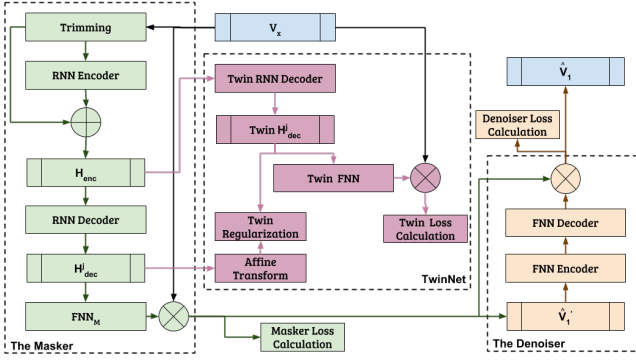 Trimming
V_x
RNN Encoder
Twin RNN Decoder
V̂_1
Denoiser Loss
Calculation
Twin H^j_dec
H_enc
Twin FNN
RNN Decoder
Twin
Regularization
Twin Loss
Calculation
FNN Decoder
H^j_dec
Affine
Transform
TwinNet
FNN Encoder
FNN_M
V̂_1'
Masker Loss
Calculation
The Masker
The Denoiser